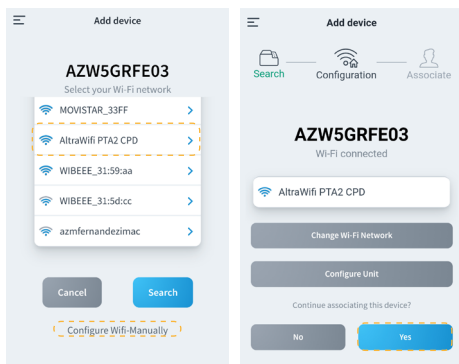 Add device
AZW5GRFE03
Select your Wi-Fi network
MOVISTAR_33FF
AltraWifi PTA2 CPD
WIBEEE_31:59:aa
WIBEEE_31:5d:cc
azmfernandezimac
Cancel
Search
Configure Wifi-Manually
Add device
Search
Configuration
Associate
AZW5GRFE03
Wi-Fi connected
AltraWifi PTA2 CPD
Change Wi-Fi Network
Configure Unit
Continue associating this device?
No
Yes